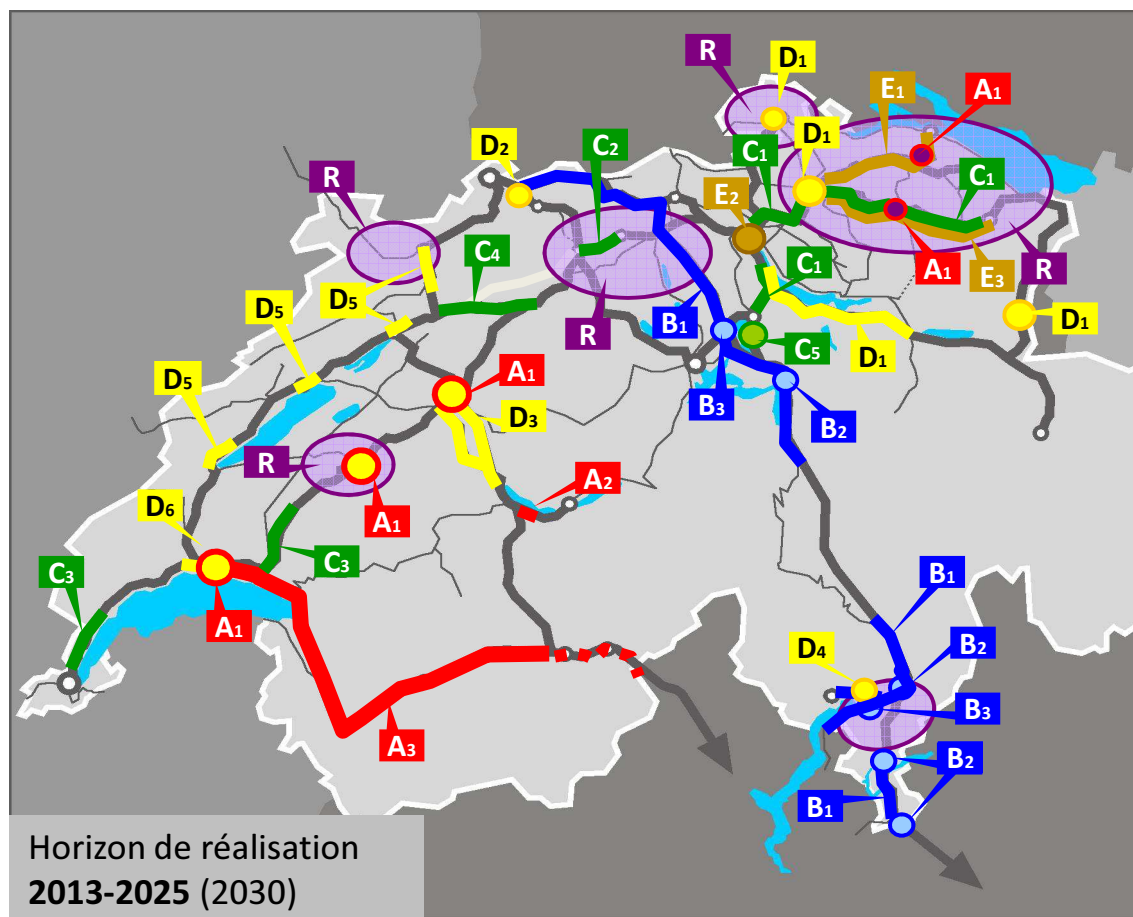 R
D1
E1
A1
D1
D2
C2
C1
C1
R
E2
A1
E3
R
C4
D5
D5
R
B1
C1
D1
C5
D1
D5
A1
B3
B2
D5
D3
R
A2
D6
A1
C3
C3
A1
B1
D4
B2
B3
A3
B2
B1
Horizon de réalisation
2013-2025 (2030)